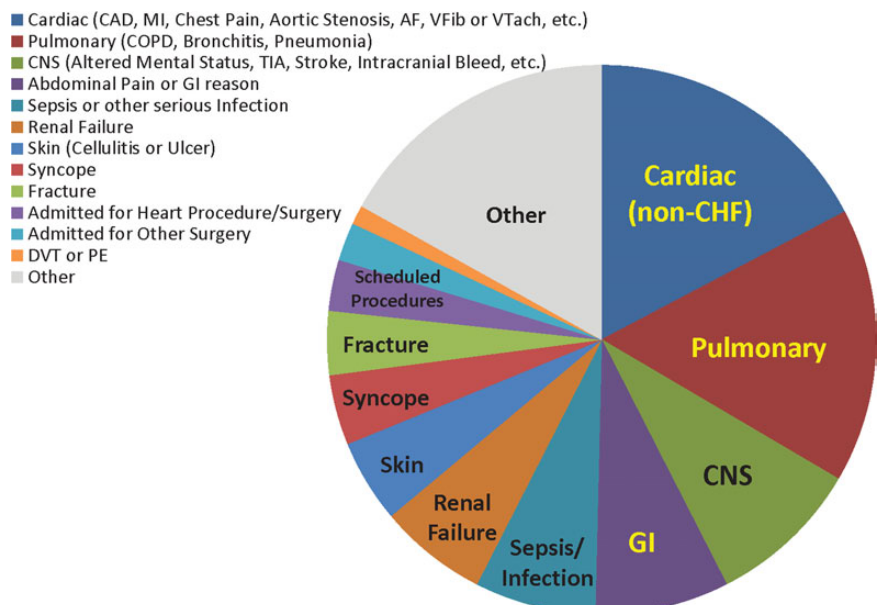 Cardiac (CAD, MI, Chest Pain, Aortic Stenosis, AF, VFib or VTach, etc.)
Pulmonary (COPD, Bronchitis, Pneumonia)
CNS (Altered Mental Status, TIA, Stroke, Intracranial Bleed, etc.)
Abdominal Pain or GI reason
Sepsis or other serious Infection
Renal Failure
Skin (Cellulitis or Ulcer)
Syncope
Fracture
Admitted for Heart Procedure/Surgery
Admitted for Other Surgery
DVT or PE
Other
Cardiac
(non-CHF)
Pulmonary
CNS
GI
Sepsis/
Infection
Renal
Failure
Skin
Syncope
Fracture
Scheduled
Procedures
Other